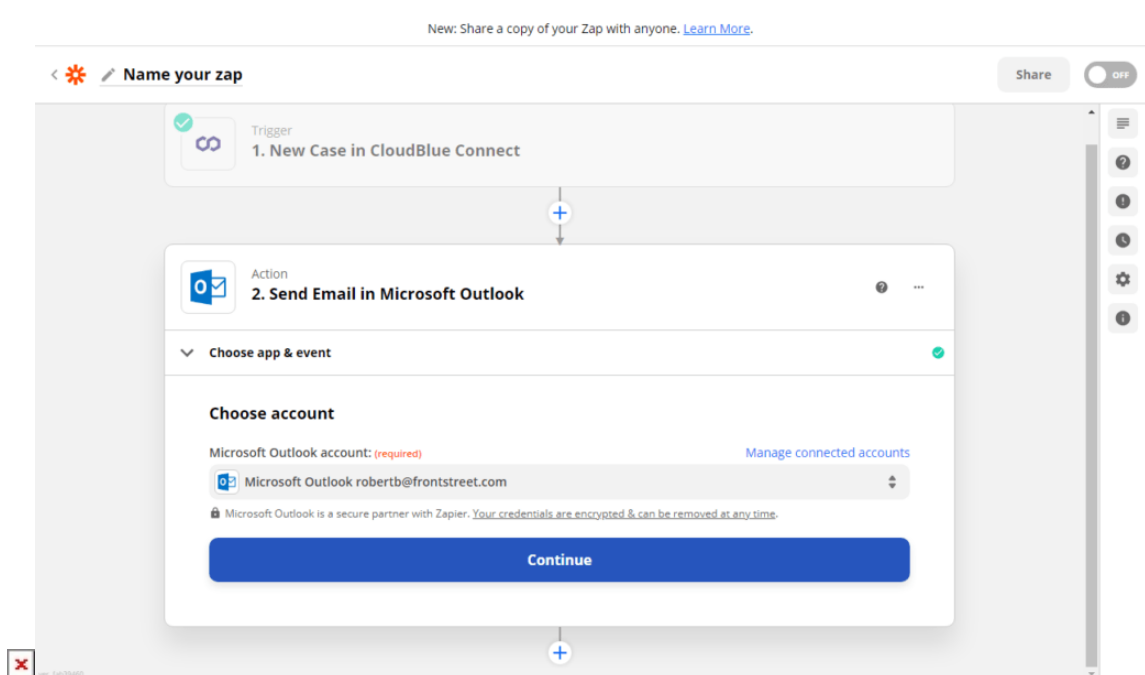 New: Share a copy of your Zap with anyone. Learn More.
Name your zap
Share
OFF
Trigger
1. New Case in CloudBlue Connect
Action
2. Send Email in Microsoft Outlook
Choose app & event
Choose account
Microsoft Outlook account: (required)
Manage connected accounts
Microsoft Outlook robertb@frontstreet.com
Microsoft Outlook is a secure partner with Zapier. Your credentials are encrypted & can be removed at any time.
Continue